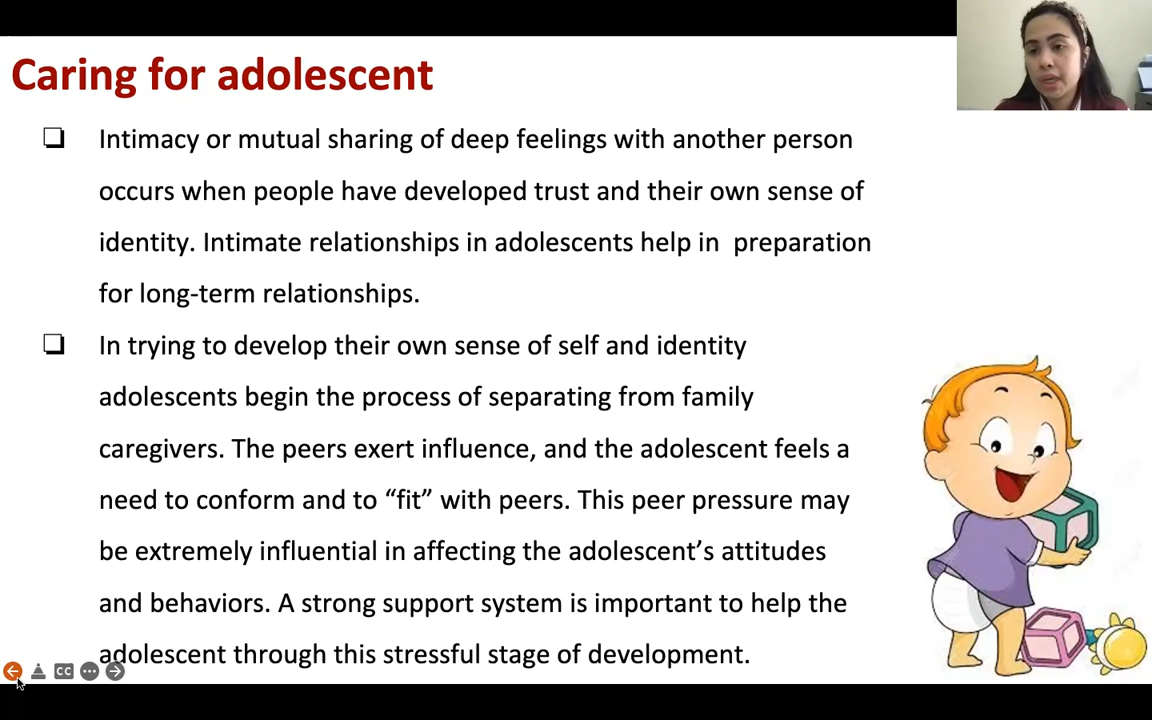 Caring for adolescent
Intimacy or mutual sharing of deep feelings with another person
occurs when people have developed trust and their own sense of
identity. Intimate relationships in adolescents help in  preparation
for long-term relationships.
In trying to develop their own sense of self and identity
adolescents begin the process of separating from family
caregivers. The peers exert influence, and the adolescent feels a
need to conform and to “fit” with peers. This peer pressure may
be extremely influential in affecting the adolescent’s attitudes
and behaviors. A strong support system is important to help the
adolescent through this stressful stage of development.
CC